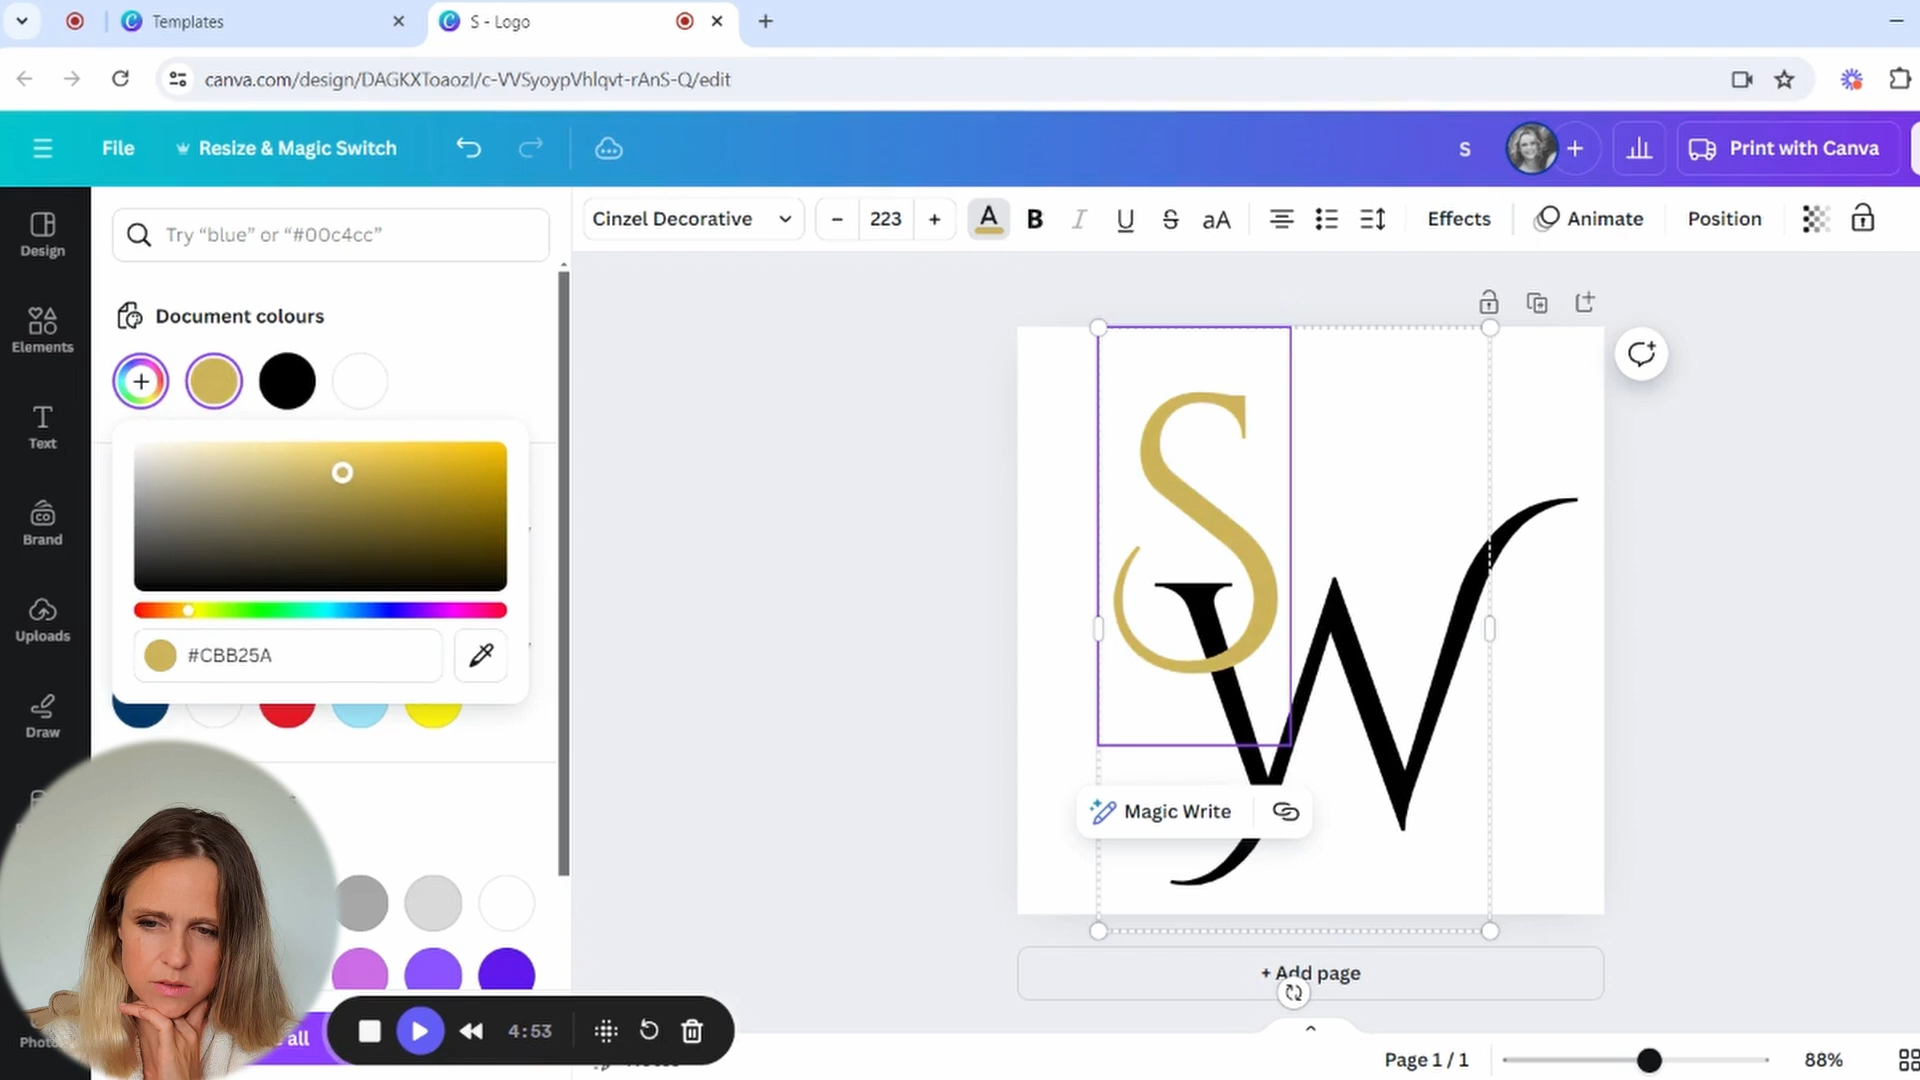 Templates
S - Logo
canva.com/design/DAGKXToaozI/c-VVSyoypVhlqvt-rAnS-Q/edit
File
Resize & Magic Switch
S
Print with Canva
Design
Elements
Text
Brand
Uploads
Draw
Try “blue” or “#00c4cc”
Document colours
#CBB25A
Cinzel Decorative
223
A
B
I
U
S
aA
Effects
Animate
Position
S
W
Magic Write
+ Add page
all
4:53
Page 1 / 1
88%